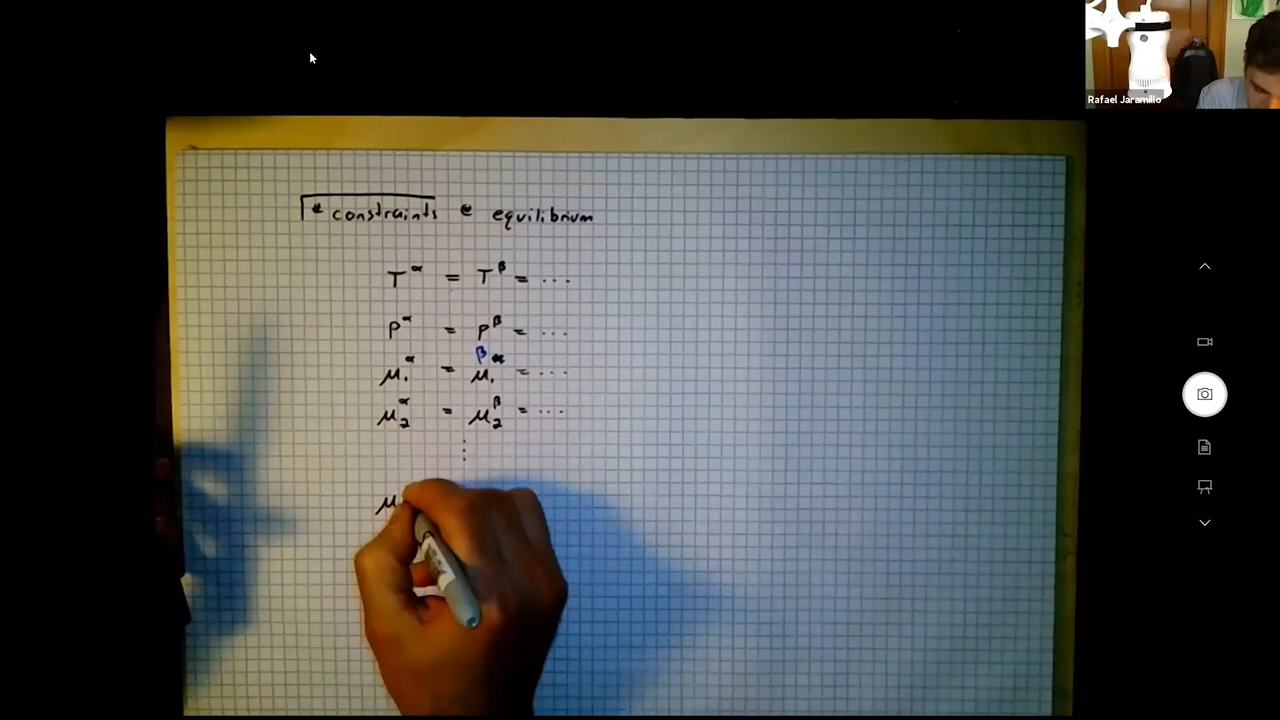 Rafael Jaramillo
* constraints @ equilibrium
T^α = T^β = ...
P^α = P^β = ...
β
μ₁^α = μ₁^α = ...
μ₂^α = μ₂^β = ...
⋮
μ